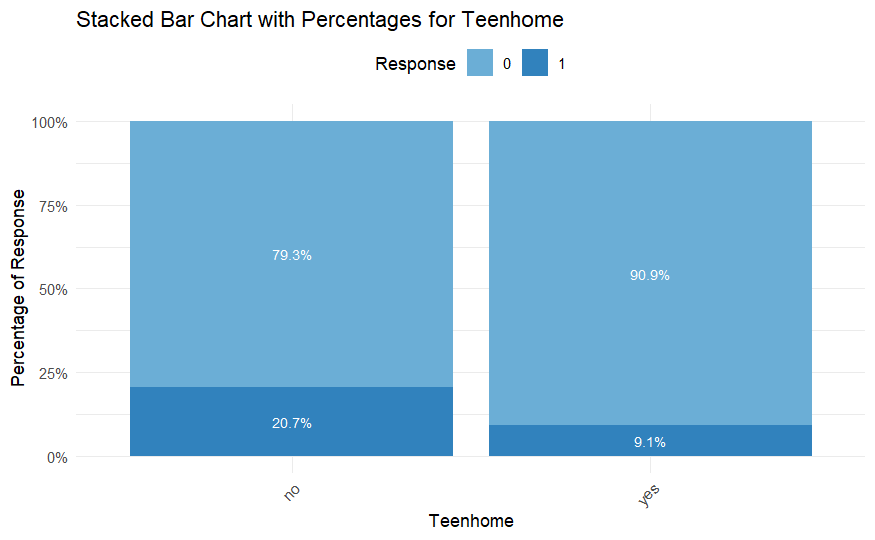 Stacked Bar Chart with Percentages for Teenhome
Response 0 1
100%
75%
50%
25%
0%
Percentage of Response
79.3%
20.7%
90.9%
9.1%
no
yes
Teenhome